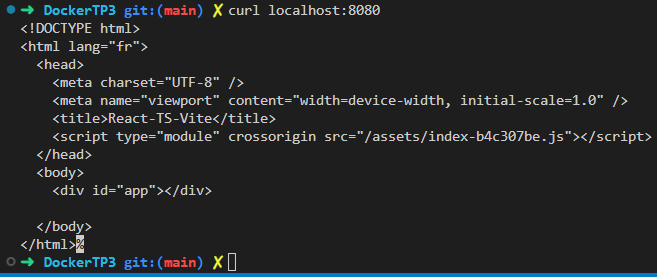 ➜ DockerTP3 git:(main) ✗ curl localhost:8080
<!DOCTYPE html>
<html lang="fr">
  <head>
    <meta charset="UTF-8" />
    <meta name="viewport" content="width=device-width, initial-scale=1.0" />
    <title>React-TS-Vite</title>
    <script type="module" crossorigin src="/assets/index-b4c307be.js"></script>
  </head>
  <body>
    <div id="app"></div>

  </body>
</html>%
➜ DockerTP3 git:(main) ✗